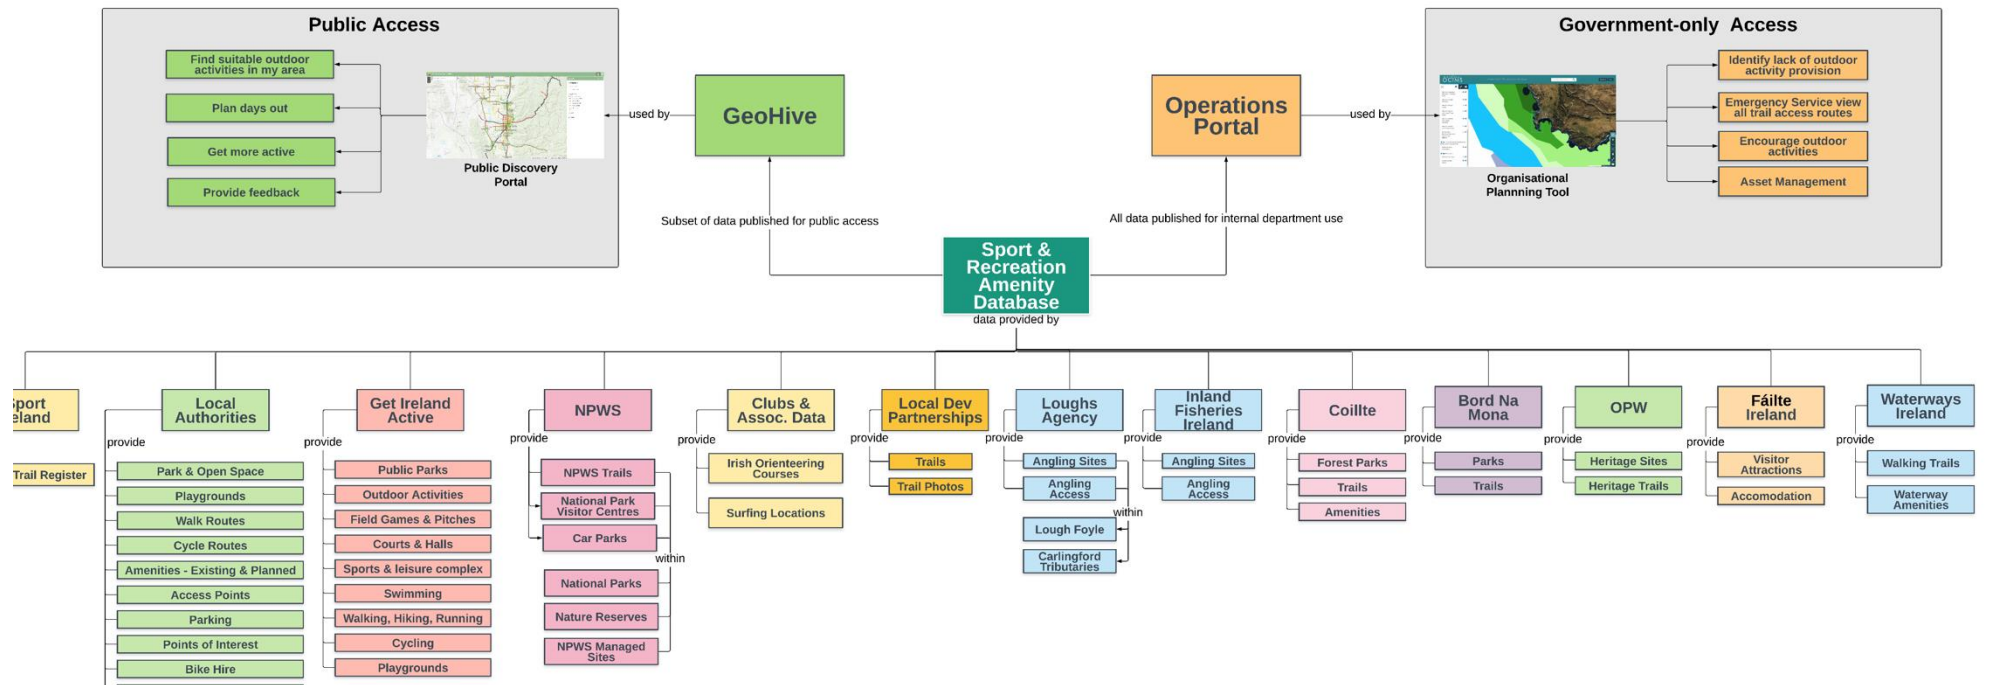 Public Access
Find suitable outdoor
activities in my area
Plan days out
Get more active
Provide feedback
Public Discovery
Portal
used by
GeoHive
Subset of data published for public access
Operations
Portal
used by
All data published for internal department use
Government-only Access
Organisational
Plannning Tool
Identify lack of outdoor
activity provision
Emergency Service view
all trail access routes
Encourage outdoor
activities
Asset Management
Sport &
Recreation
Amenity
Database
data provided by
port
eland
Trail Register
Local
Authorities
provide
Park & Open Space
Playgrounds
Walk Routes
Cycle Routes
Amenities - Existing & Planned
Access Points
Parking
Points of Interest
Bike Hire
Get Ireland
Active
provide
Public Parks
Outdoor Activities
Field Games & Pitches
Courts & Halls
Sports & leisure complex
Swimming
Walking, Hiking, Running
Cycling
Playgrounds
NPWS
provide
NPWS Trails
National Park
Visitor Centres
Car Parks
within
National Parks
Nature Reserves
NPWS Managed
Sites
Clubs &
Assoc. Data
provide
Irish Orienteering
Courses
Surfing Locations
Local Dev
Partnerships
provide
Trails
Trail Photos
Loughs
Agency
provide
Angling Sites
Angling
Access
within
Lough Foyle
Carlingford
Tributaries
Inland
Fisheries
Ireland
provide
Angling Sites
Angling
Access
Coillte
provide
Forest Parks
Trails
Amenities
Bord Na
Mona
provide
Parks
Trails
OPW
provide
Heritage Sites
Heritage Trails
Fáilte
Ireland
provide
Visitor
Attractions
Accomodation
Waterways
Ireland
provide
Walking Trails
Waterway
Amenities